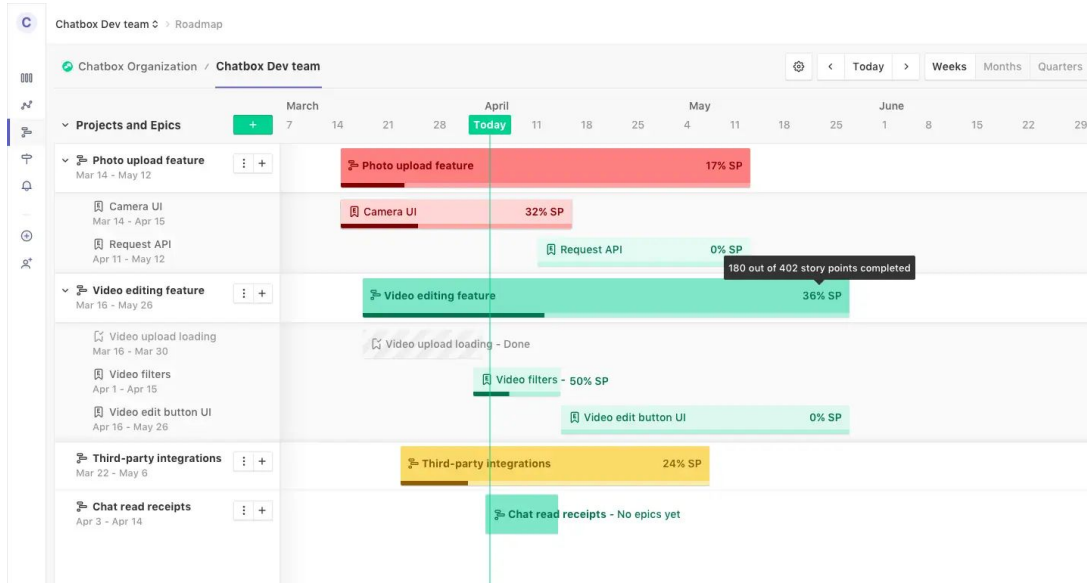 C
Chatbox Dev team > Roadmap
Chatbox Organization / Chatbox Dev team
Today
Weeks
Months
Quarters
March
April
May
June
Projects and Epics
+
7 14 21 28 Today 11 18 25 4 11 18 25 1 8 15 22 29
Photo upload feature
Mar 14 - May 12
Photo upload feature 17% SP
Camera UI
Mar 14 - Apr 15
Camera UI 32% SP
Request API
Apr 11 - May 12
Request API 0% SP
180 out of 402 story points completed
Video editing feature
Mar 16 - May 26
Video editing feature 36% SP
Video upload loading
Mar 16 - Mar 30
Video upload loading - Done
Video filters
Apr 1 - Apr 15
Video filters - 50% SP
Video edit button UI
Apr 16 - May 26
Video edit button UI 0% SP
Third-party integrations
Mar 22 - May 6
Third-party integrations 24% SP
Chat read receipts
Apr 3 - Apr 14
Chat read receipts - No epics yet